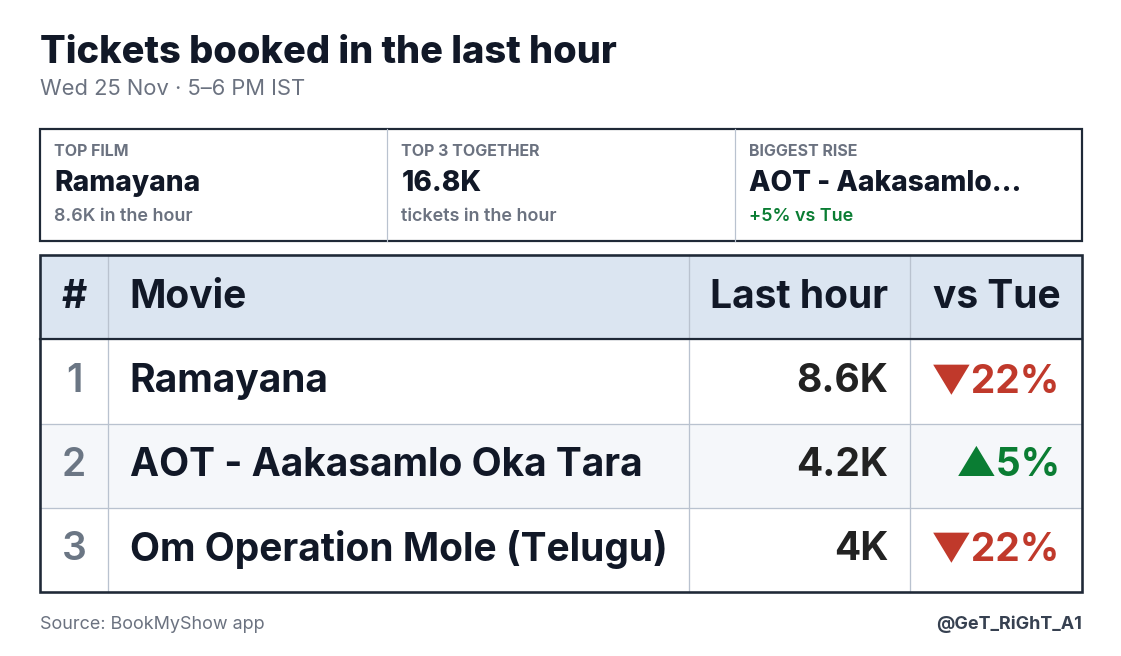 Tickets booked in the last hour
Wed 25 Nov · 5–6 PM IST
TOP FILM
Ramayana
8.6K in the hour
TOP 3 TOGETHER
16.8K
tickets in the hour
BIGGEST RISE
AOT - Aakasamlo...
+5% vs Tue
# Movie Last hour vs Tue
1 Ramayana 8.6K ▼22%
2 AOT - Aakasamlo Oka Tara 4.2K ▲5%
3 Om Operation Mole (Telugu) 4K ▼22%
Source: BookMyShow app
@GeT_RiGhT_A1